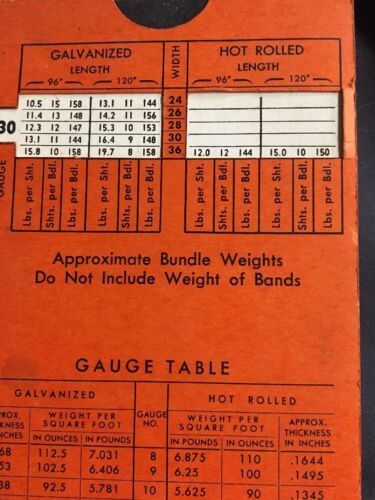 GALVANIZED HOT ROLLED
LENGTH WIDTH LENGTH
96" 120" 96" 120"
10.5 15 158 13.1 11 144 24
11.4 13 148 14.2 11 156 26
30 12.3 12 147 15.3 10 153 28
13.1 11 144 16.4 9 148 30
15.8 10 158 19.7 8 158 36 12.0 12 144 15.0 10 150
GAUGE Lbs. per Sht. Shts. per Bdl. Lbs. per Bdl. Lbs. per Sht. Shts. per Bdl. Lbs. per Bdl. Lbs. per Sht. Shts. per Bdl. Lbs. per Bdl. Lbs. per Sht. Shts. per Bdl. Lbs. per Bdl.
Approximate Bundle Weights
Do Not Include Weight of Bands
GAUGE TABLE
GALVANIZED HOT ROLLED
WEIGHT PER SQUARE FOOT GAUGE NO. WEIGHT PER SQUARE FOOT APPROX. THICKNESS IN INCHES
IN OUNCES IN POUNDS IN POUNDS IN OUNCES
68 112.5 7.031 8 6.875 110 .1644
53 102.5 6.406 9 6.25 100 .1495
38 92.5 5.781 10 5.625 90 .1345